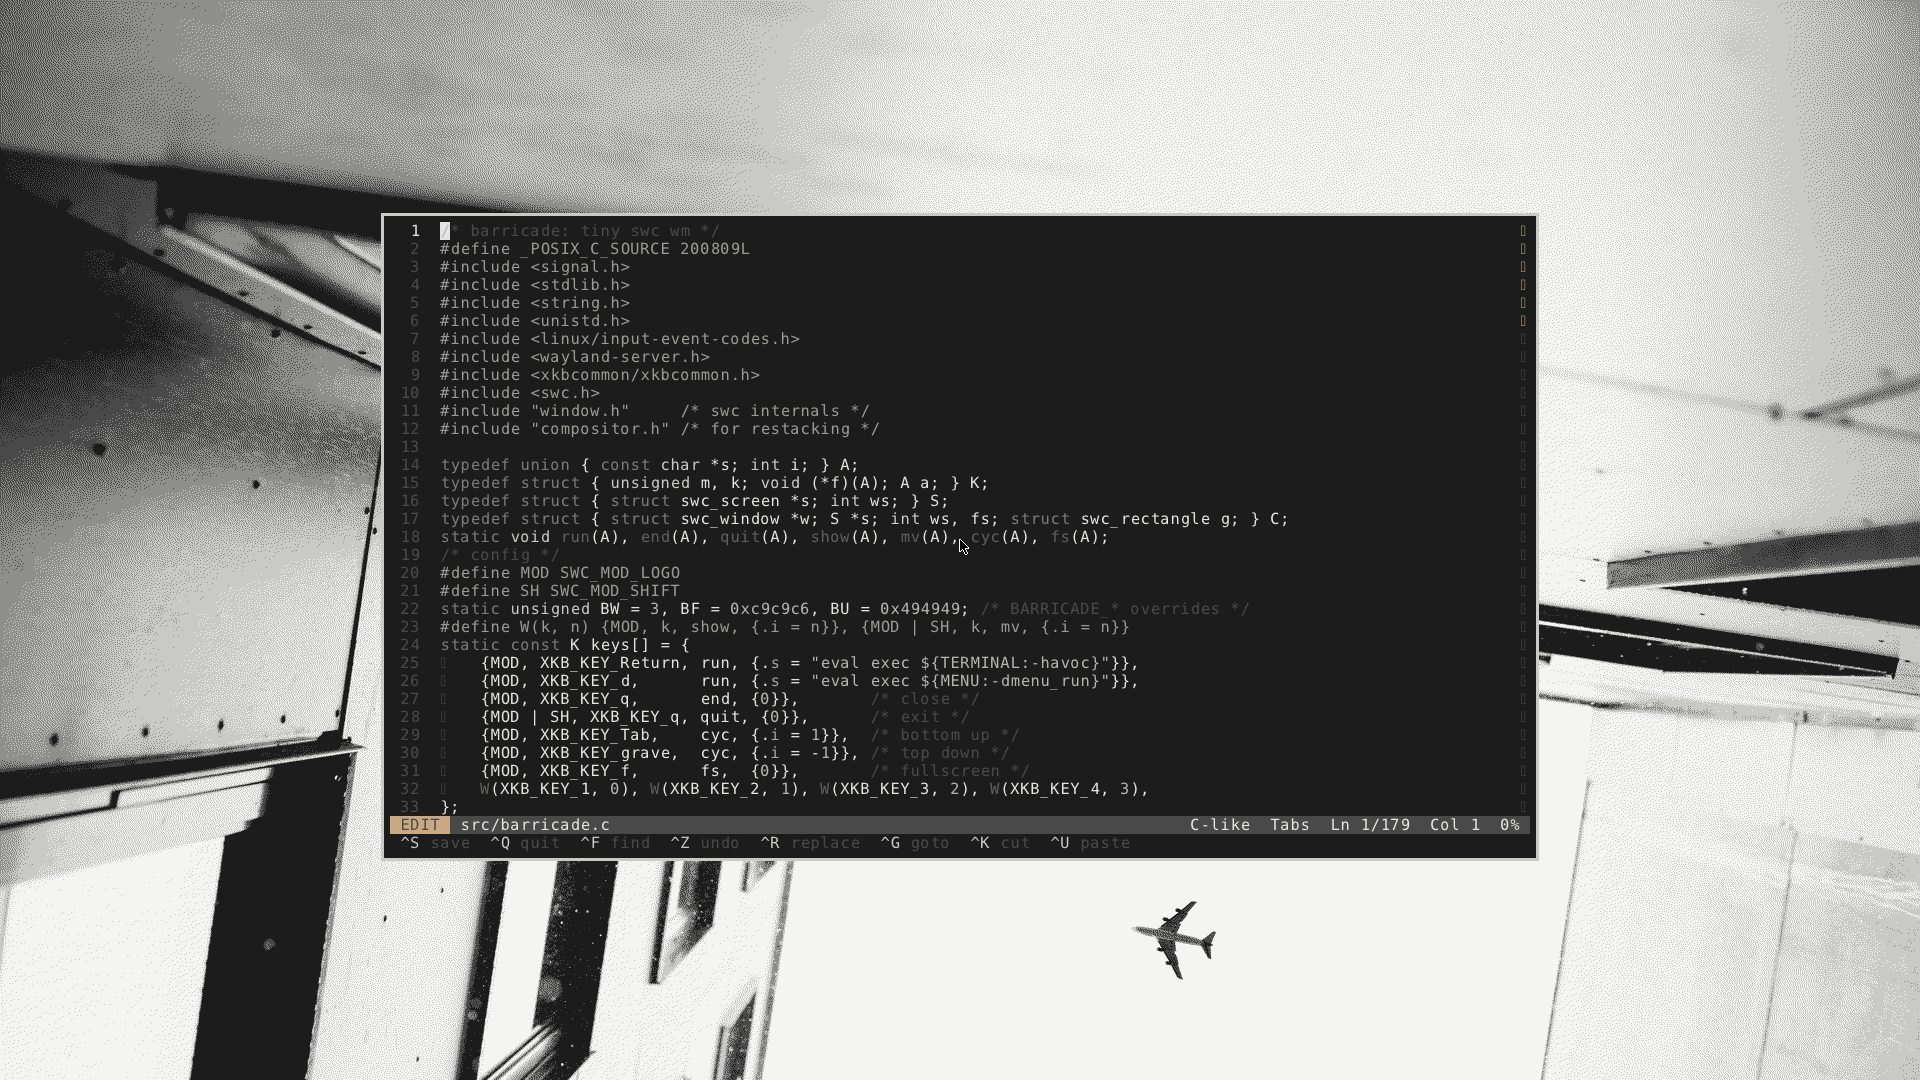 1 /* barricade: tiny swc wm */
2 #define _POSIX_C_SOURCE 200809L
3 #include <signal.h>
4 #include <stdlib.h>
5 #include <string.h>
6 #include <unistd.h>
7 #include <linux/input-event-codes.h>
8 #include <wayland-server.h>
9 #include <xkbcommon/xkbcommon.h>
10 #include <swc.h>
11 #include "window.h"     /* swc internals */
12 #include "compositor.h" /* for restacking */
13
14 typedef union { const char *s; int i; } A;
15 typedef struct { unsigned m, k; void (*f)(A); A a; } K;
16 typedef struct { struct swc_screen *s; int ws; } S;
17 typedef struct { struct swc_window *w; S *s; int ws, fs; struct swc_rectangle g; } C;
18 static void run(A), end(A), quit(A), show(A), mv(A), cyc(A), fs(A);
19 /* config */
20 #define MOD SWC_MOD_LOGO
21 #define SH SWC_MOD_SHIFT
22 static unsigned BW = 3, BF = 0xc9c9c6, BU = 0x494949; /* BARRICADE_* overrides */
23 #define W(k, n) {MOD, k, show, {.i = n}}, {MOD | SH, k, mv, {.i = n}}
24 static const K keys[] = {
25     {MOD, XKB_KEY_Return, run, {.s = "eval exec ${TERMINAL:-havoc}"}},
26     {MOD, XKB_KEY_d,      run, {.s = "eval exec ${MENU:-dmenu_run}"}},
27     {MOD, XKB_KEY_q,      end, {0}},       /* close */
28     {MOD | SH, XKB_KEY_q, quit, {0}},      /* exit */
29     {MOD, XKB_KEY_Tab,    cyc, {.i = 1}},  /* bottom up */
30     {MOD, XKB_KEY_grave,  cyc, {.i = -1}}, /* top down */
31     {MOD, XKB_KEY_f,      fs,  {0}},       /* fullscreen */
32     W(XKB_KEY_1, 0), W(XKB_KEY_2, 1), W(XKB_KEY_3, 2), W(XKB_KEY_4, 3),
33 };
EDIT src/barricade.c C-like Tabs Ln 1/179 Col 1 0%
^S save ^Q quit ^F find ^Z undo ^R replace ^G goto ^K cut ^U paste